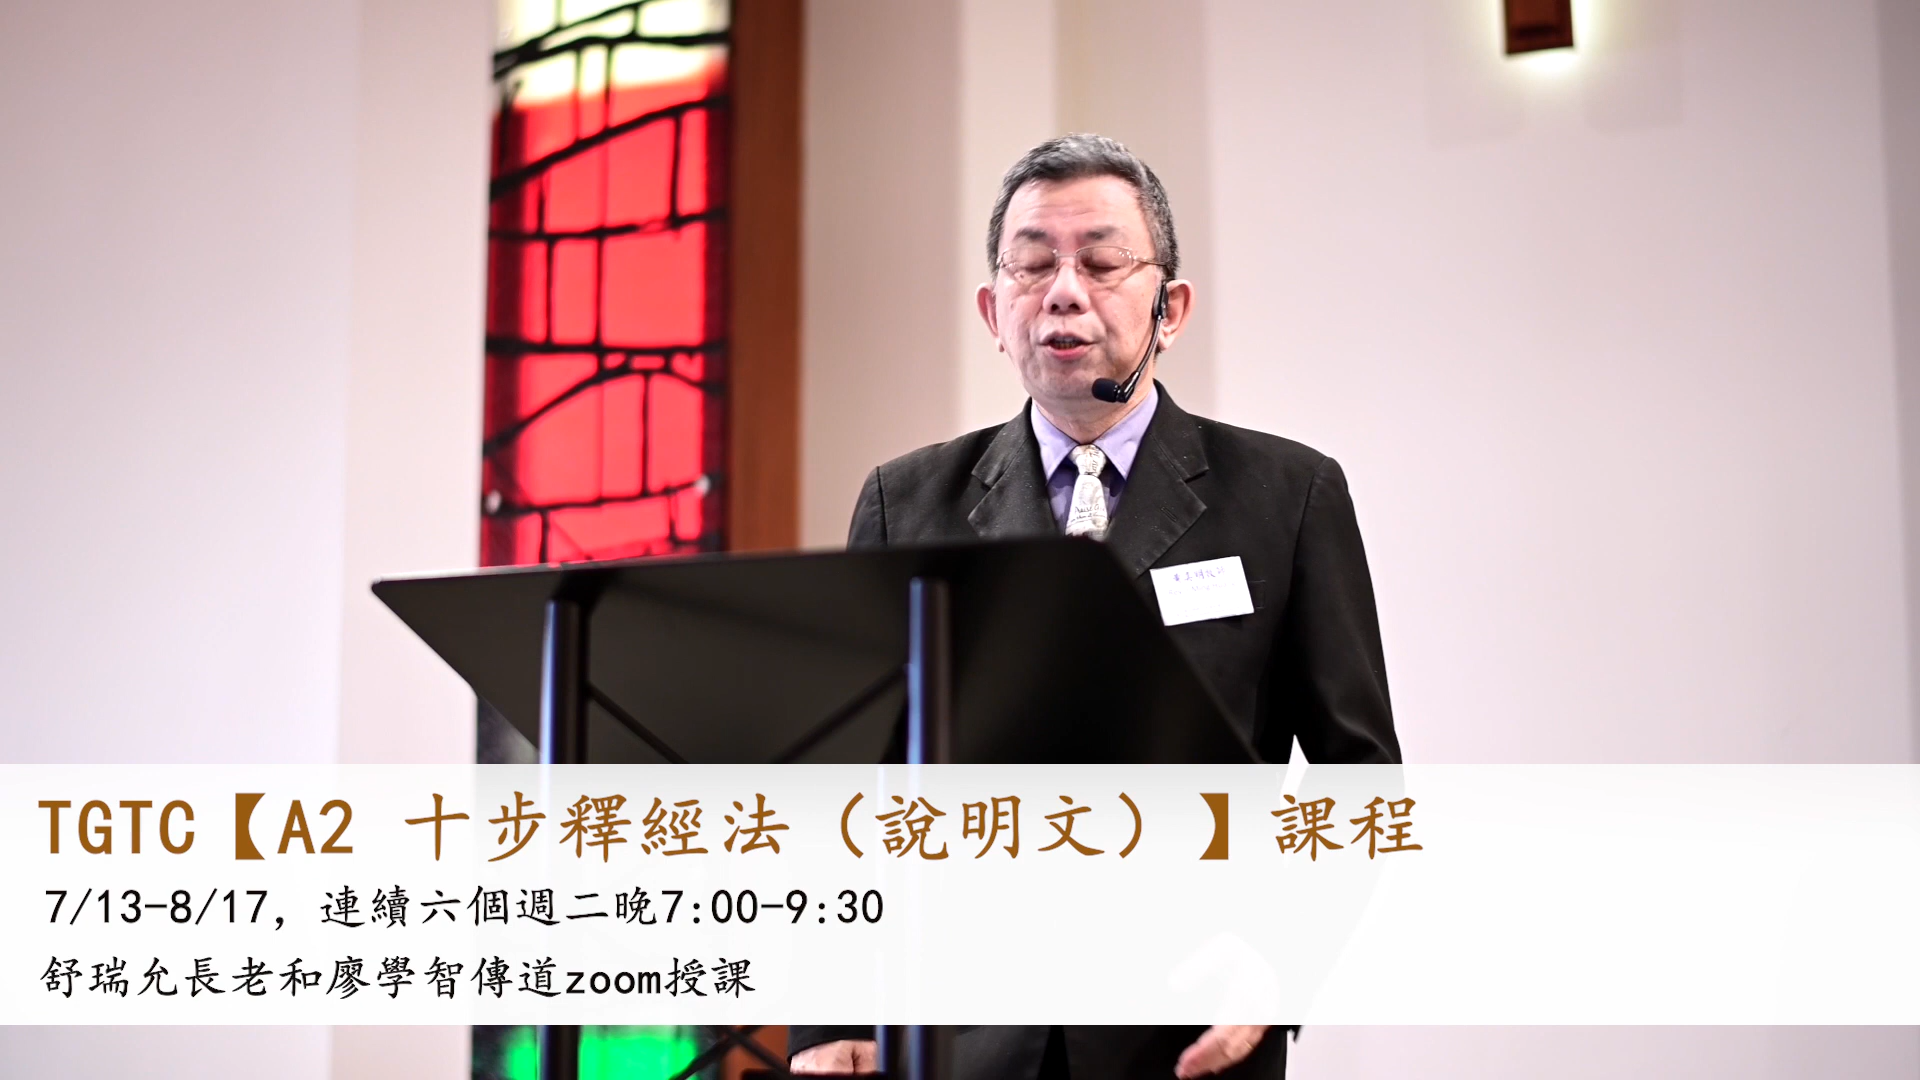 TGTC【A2 十步釋經法（說明文）】課程
7/13-8/17, 連續六個週二晚7:00-9:30
舒瑞允長老和廖學智傳道zoom授課